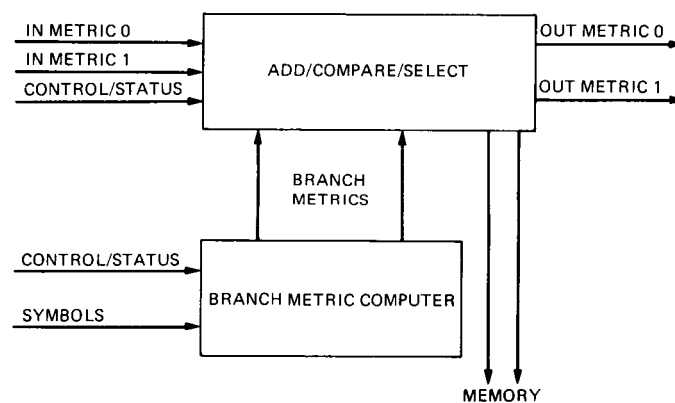 IN METRIC 0
OUT METRIC 0
IN METRIC 1
ADD/COMPARE/SELECT
CONTROL/STATUS
OUT METRIC 1
BRANCH
METRICS
CONTROL/STATUS
BRANCH METRIC COMPUTER
SYMBOLS
MEMORY